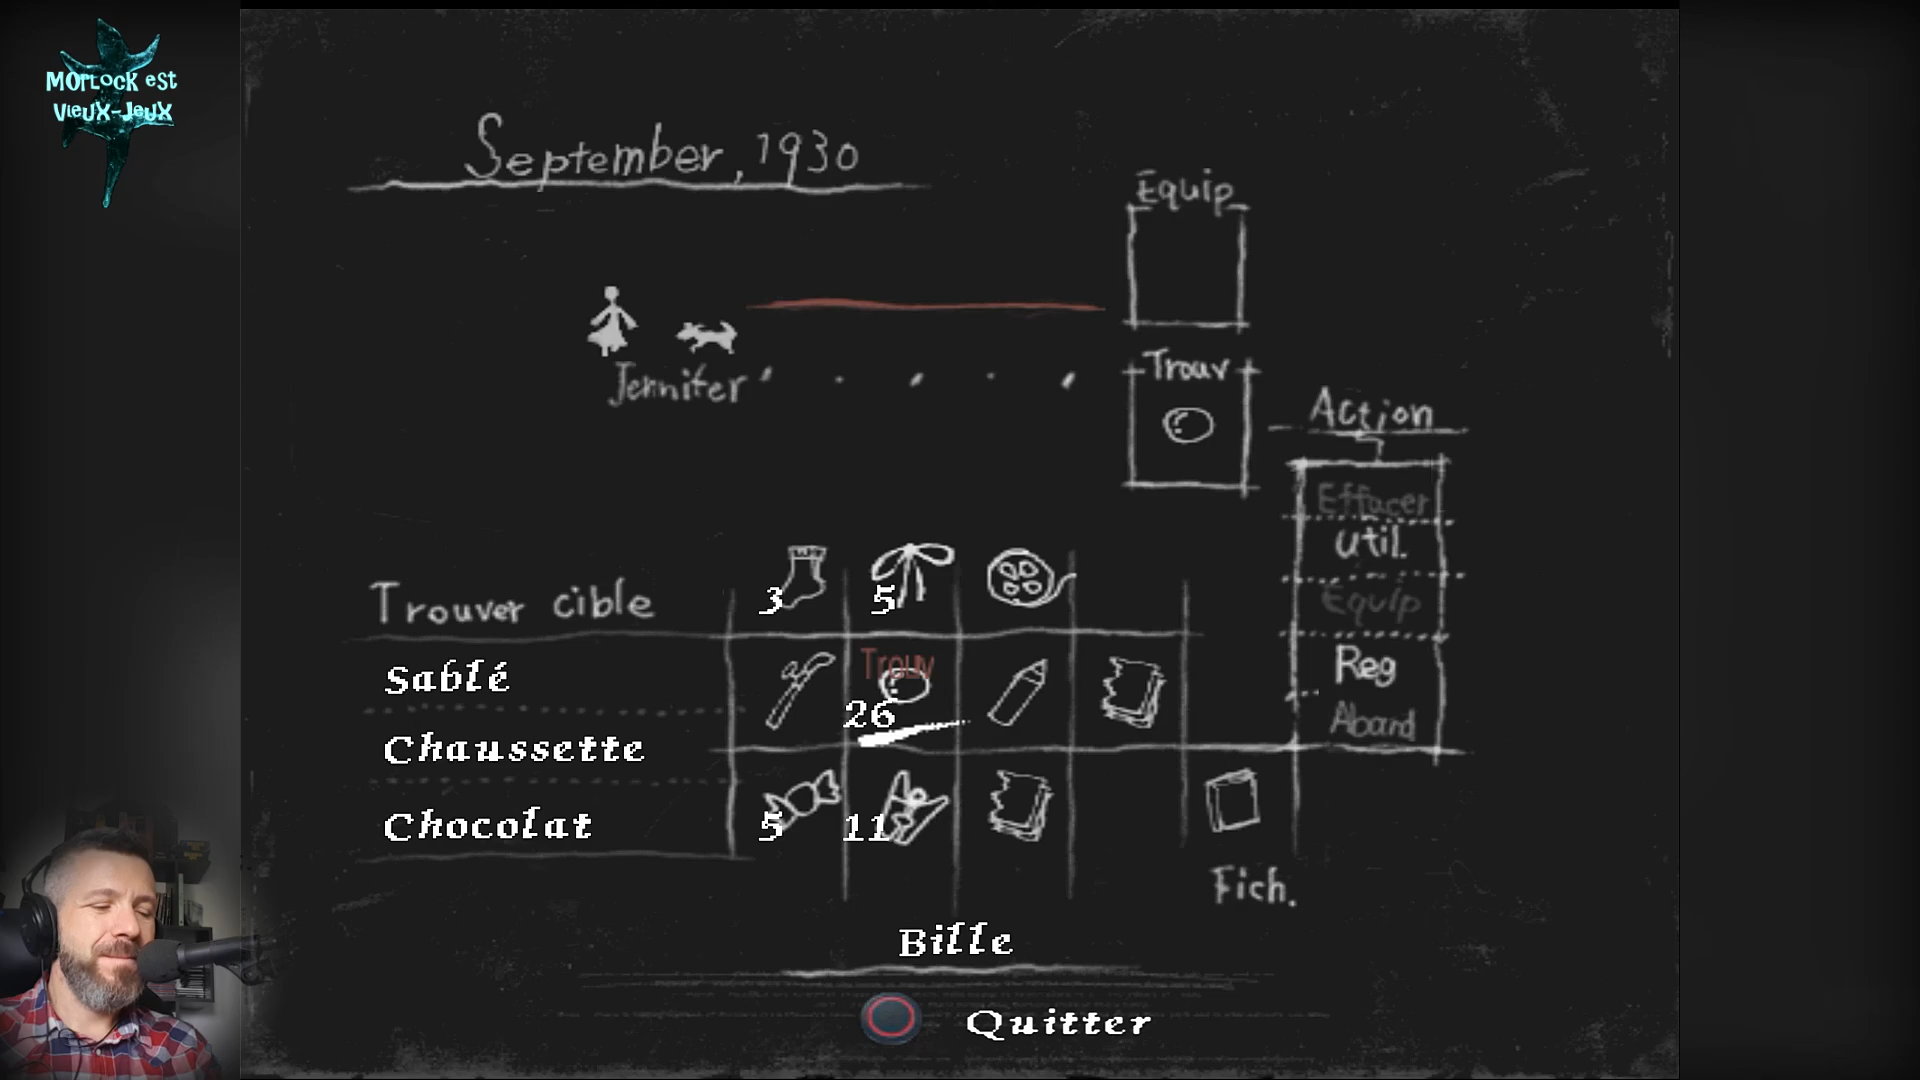 MORLOCK EST
VIEUX-JEUX
September, 1930
Equip
Jennifer
Trouv
Action
Effacer
Util.
Equip
Reg
Aband
Trouver cible
3
5
Sablé
Trouv
26
Chaussette
Chocolat
5
11
Fich.
Bille
Quitter